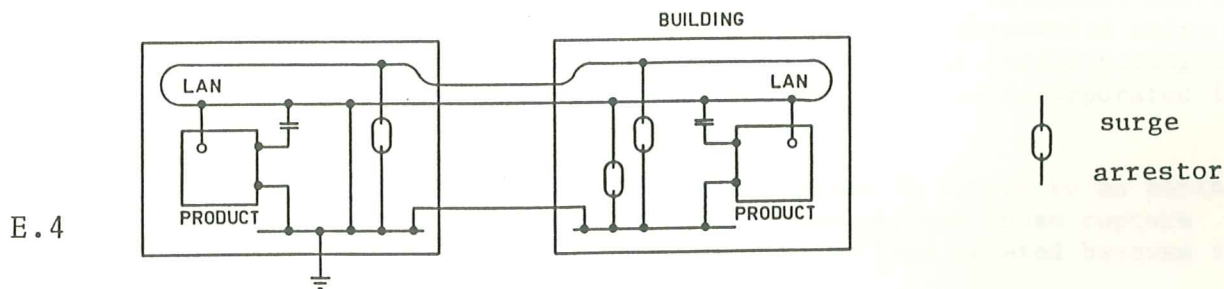 BUILDING
LAN
LAN
surge
arrestor
PRODUCT
PRODUCT
E.4